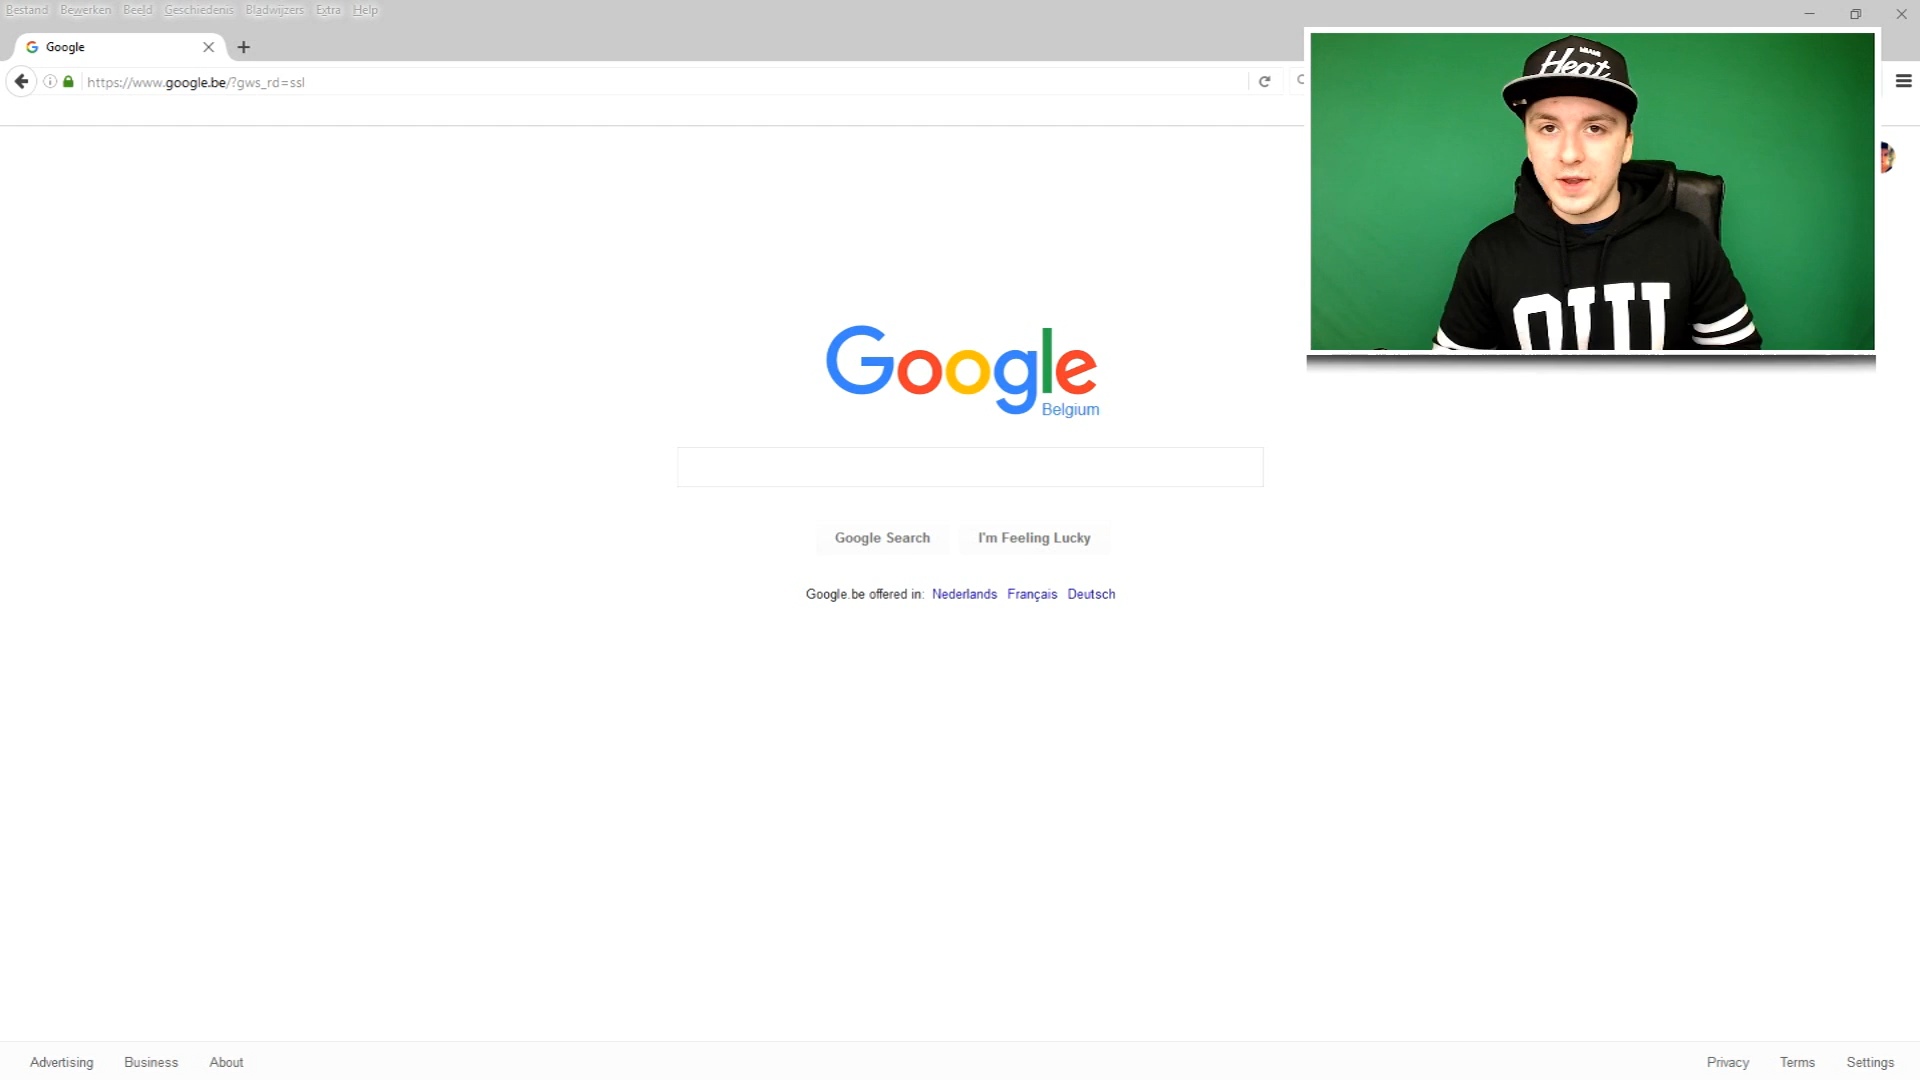 Bestand Bewerken Beeld Geschiedenis Bladwijzers Extra Help
Google
https://www.google.be/?gws_rd=ssl
MIAMI
Heat
Google
Belgium
Google Search I'm Feeling Lucky
Google.be offered in: Nederlands Français Deutsch
Advertising Business About Privacy Terms Settings